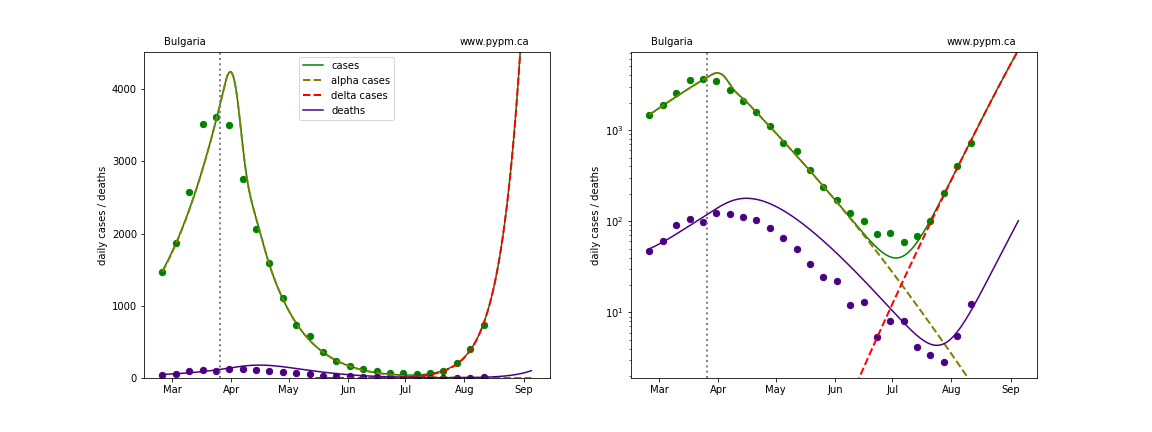 Bulgaria www.pypm.ca
cases
alpha cases
delta cases
deaths
daily cases / deaths
4000
3000
2000
1000
0
Mar Apr May Jun Jul Aug Sep
Bulgaria www.pypm.ca
daily cases / deaths
10³
10²
10¹
Mar Apr May Jun Jul Aug Sep